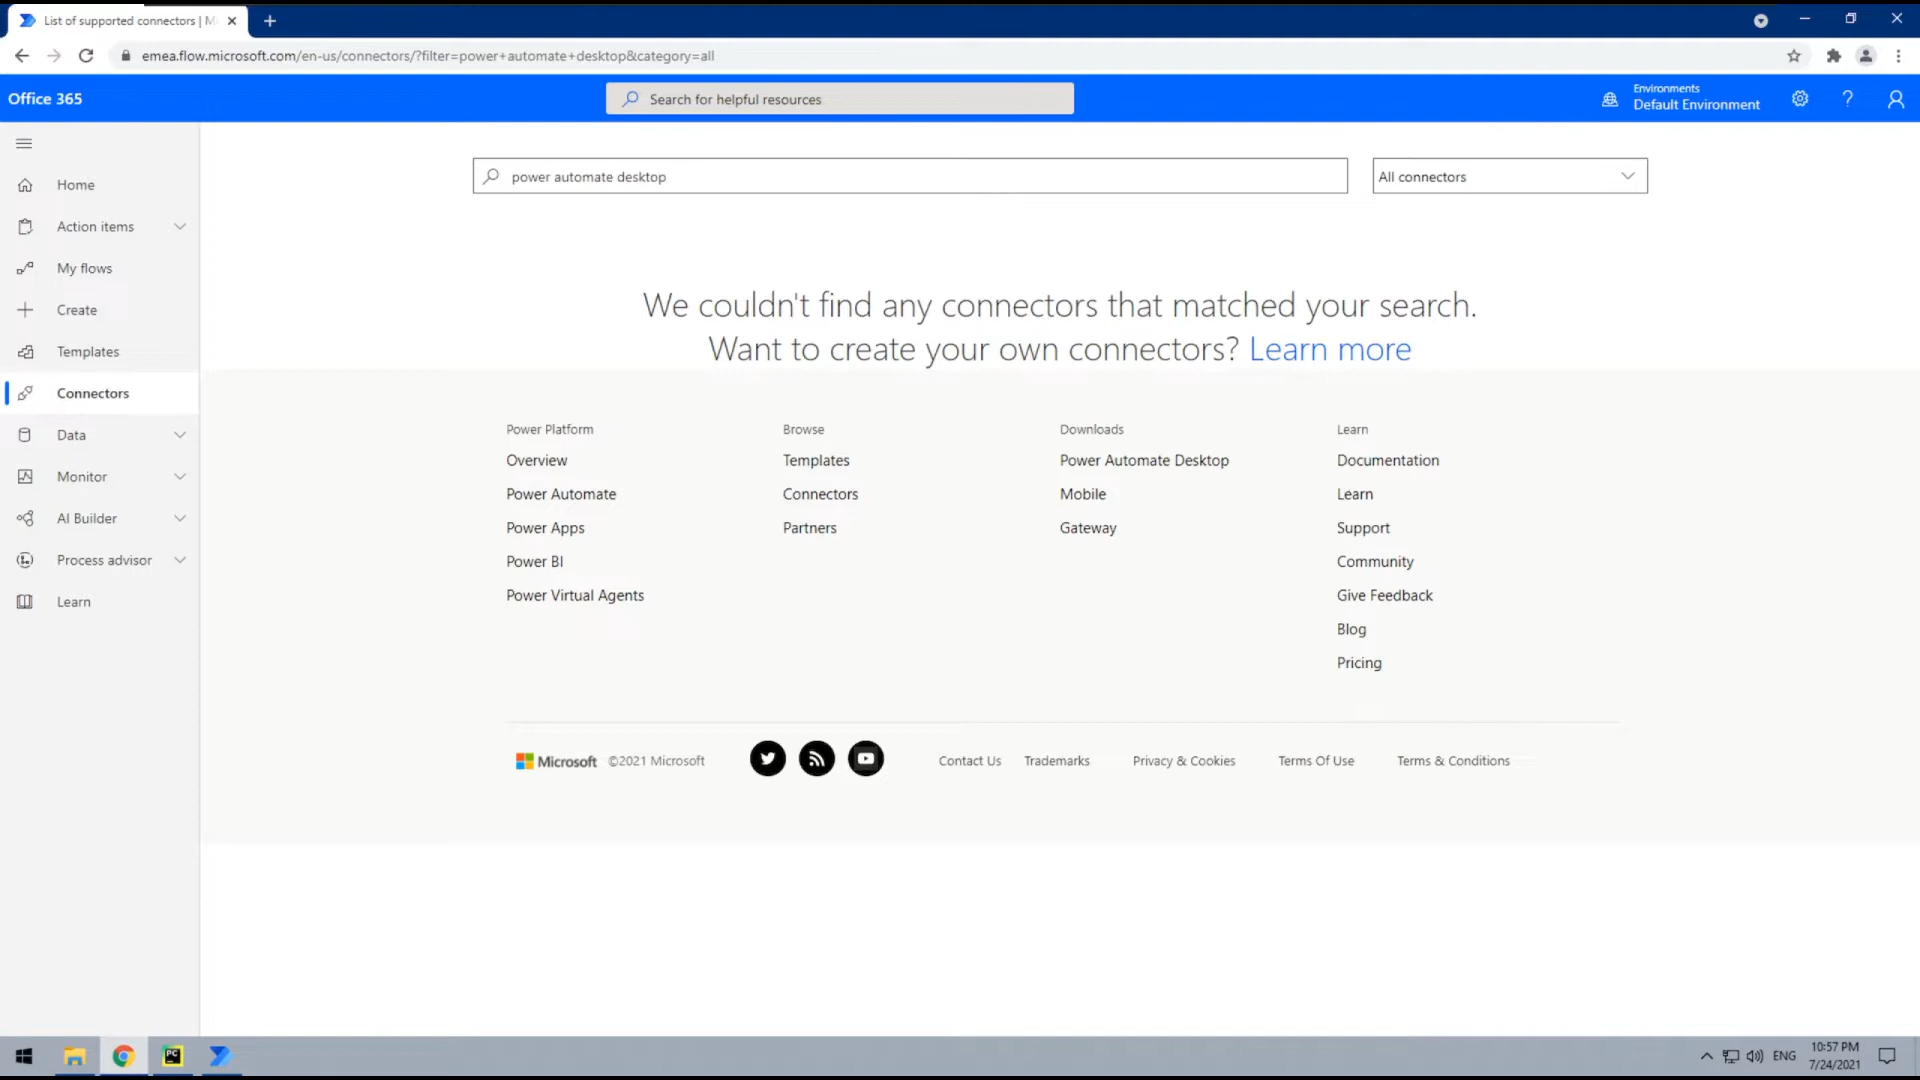 List of supported connectors | M
emea.flow.microsoft.com/en-us/connectors/?filter=power+automate+desktop&category=all
Office 365
Search for helpful resources
Environments
Default Environment
power automate desktop
All connectors
Home
Action items
My flows
Create
Templates
Connectors
Data
Monitor
AI Builder
Process advisor
Learn
We couldn't find any connectors that matched your search.
Want to create your own connectors? Learn more
Power Platform
Overview
Power Automate
Power Apps
Power BI
Power Virtual Agents
Browse
Templates
Connectors
Partners
Downloads
Power Automate Desktop
Mobile
Gateway
Learn
Documentation
Learn
Support
Community
Give Feedback
Blog
Pricing
Microsoft ©2021 Microsoft
Contact Us Trademarks Privacy & Cookies Terms Of Use Terms & Conditions
PC
ENG
10:57 PM
7/24/2021